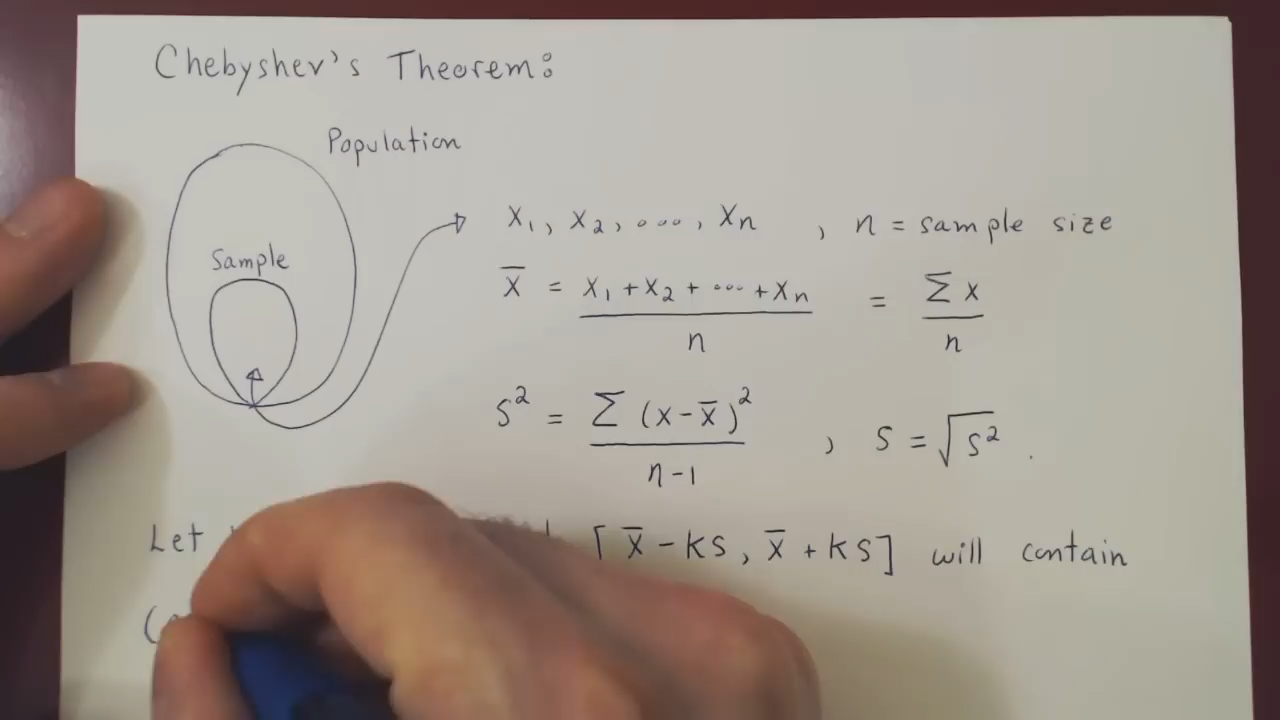 Chebyshev's Theorem:
Population
Sample
x₁, x₂, ..., xₙ , n = sample size
x̄ = x₁ + x₂ + ... + xₙ / n = Σ x / n
s² = Σ (x - x̄)² / n - 1 , s = √s² .
Let [x̄ - ks, x̄ + ks] will contain